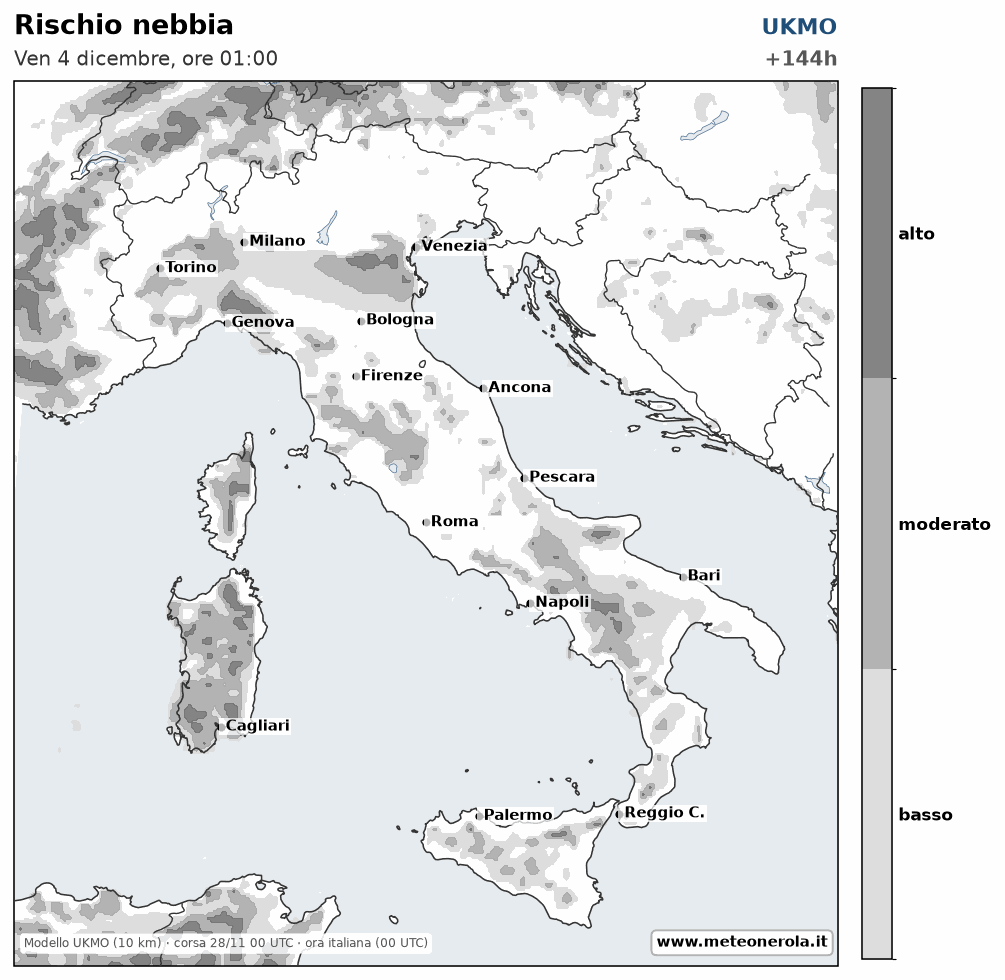 Rischio nebbia
UKMO
Ven 4 dicembre, ore 01:00
+144h
alto
Milano
Venezia
Torino
Genova
Bologna
Firenze
Ancona
Pescara
Roma
moderato
Bari
Napoli
Cagliari
Palermo
Reggio C.
basso
Modello UKMO (10 km) · corsa 28/11 00 UTC · ora italiana (00 UTC)
www.meteonerola.it